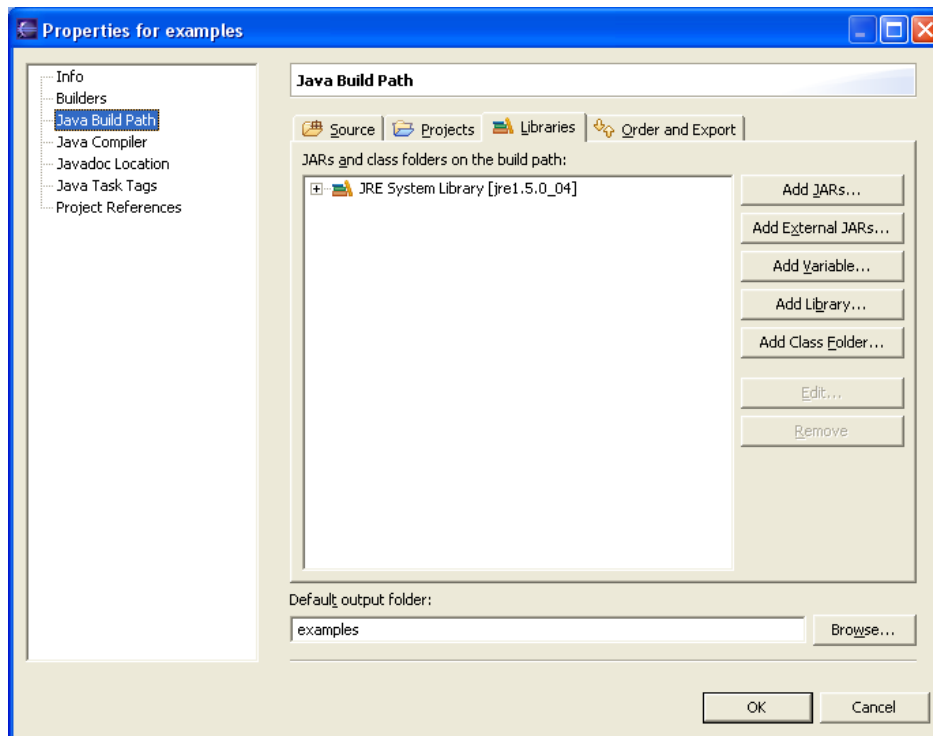 Properties for examples
Info
Builders
Java Build Path
Java Compiler
Javadoc Location
Java Task Tags
Project References
Java Build Path
Source
Projects
Libraries
Order and Export
JARs and class folders on the build path:
JRE System Library [jre1.5.0_04]
Add JARs...
Add External JARs...
Add Variable...
Add Library...
Add Class Folder...
Edit...
Remove
Default output folder:
examples
Browse...
OK
Cancel